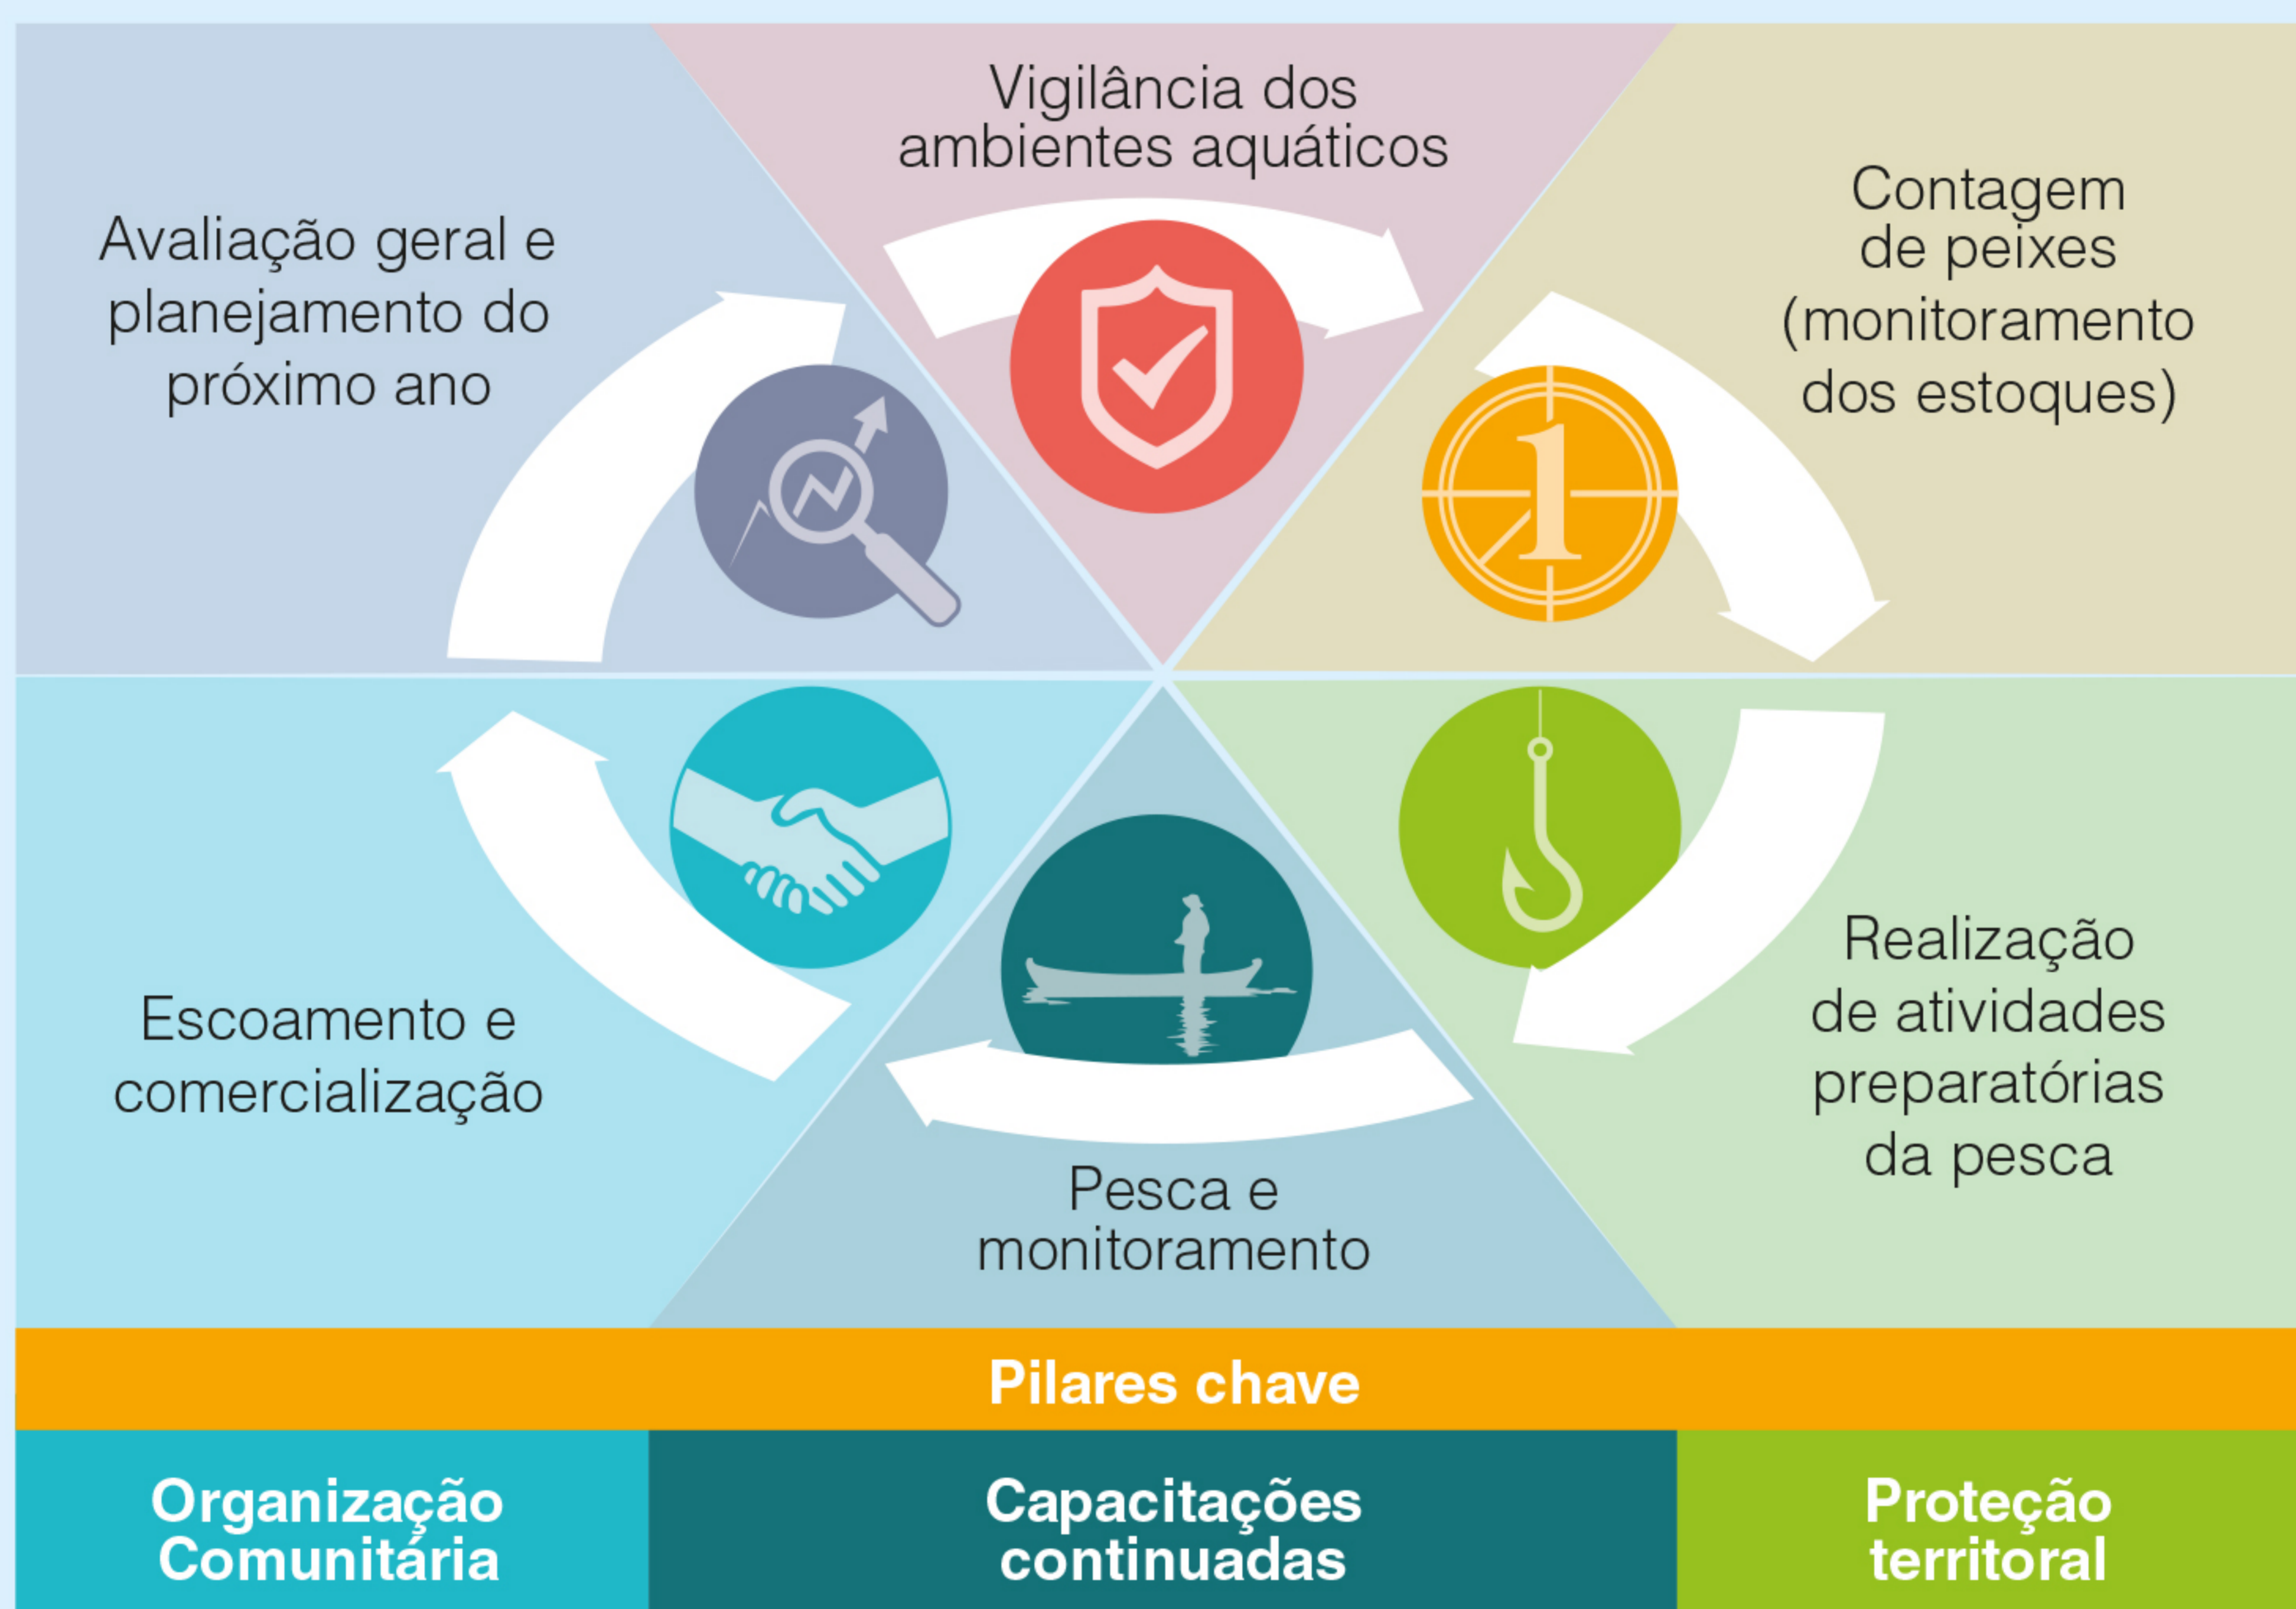 Vigilância dos
ambientes aquáticos
Contagem
de peixes
(monitoramento
dos estoques)
Realização
de atividades
preparatórias
da pesca
Pesca e
monitoramento
Escoamento e
comercialização
Avaliação geral e
planejamento do
próximo ano
1
Pilares chave
Organização
Comunitária
Capacitações
continuadas
Proteção
territoral